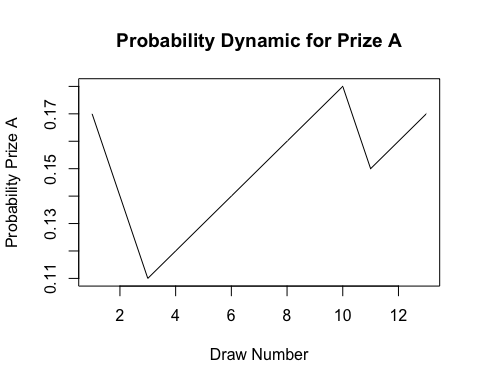 Probability Dynamic for Prize A
Probability Prize A
0.17
0.15
0.13
0.11
2 4 6 8 10 12
Draw Number